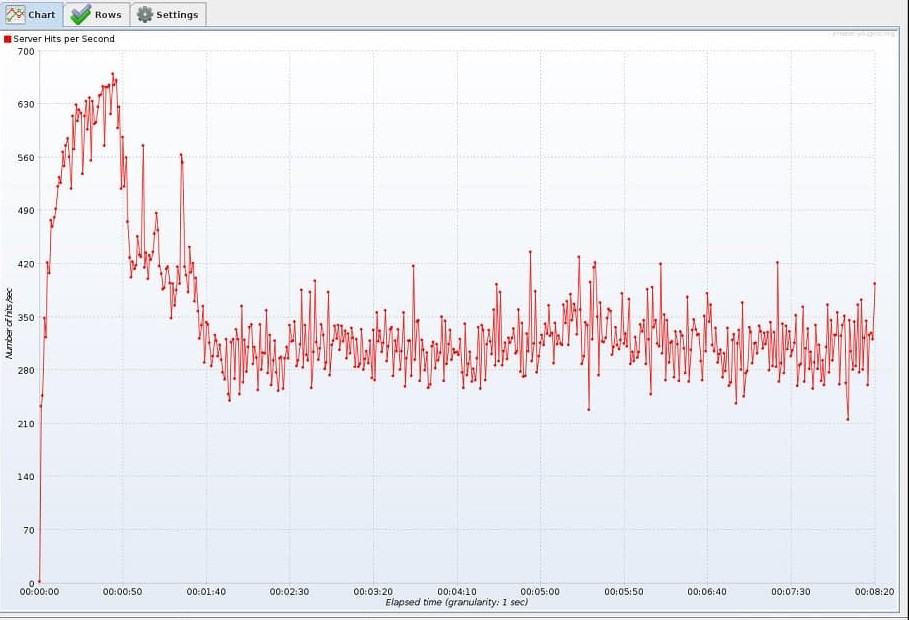 Chart Rows Settings
Server Hits per Second
700
630
560
490
420
350
280
210
140
70
0
Number of hits /sec
00:00:00 00:00:50 00:01:40 00:02:30 00:03:20 00:04:10 00:05:00 00:05:50 00:06:40 00:07:30 00:08:20
Elapsed time (granularity: 1 sec)